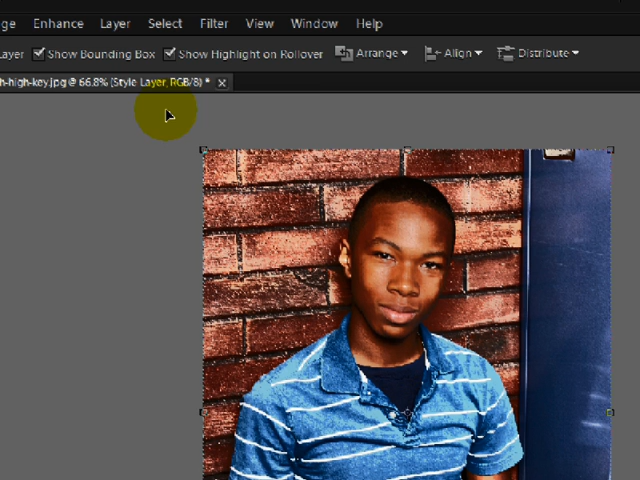 ge Enhance Layer Select Filter View Window Help
Layer Show Bounding Box Show Highlight on Rollover Arrange Align Distribute
h-high-key.jpg @ 66.8% (Style Layer, RGB/8) *